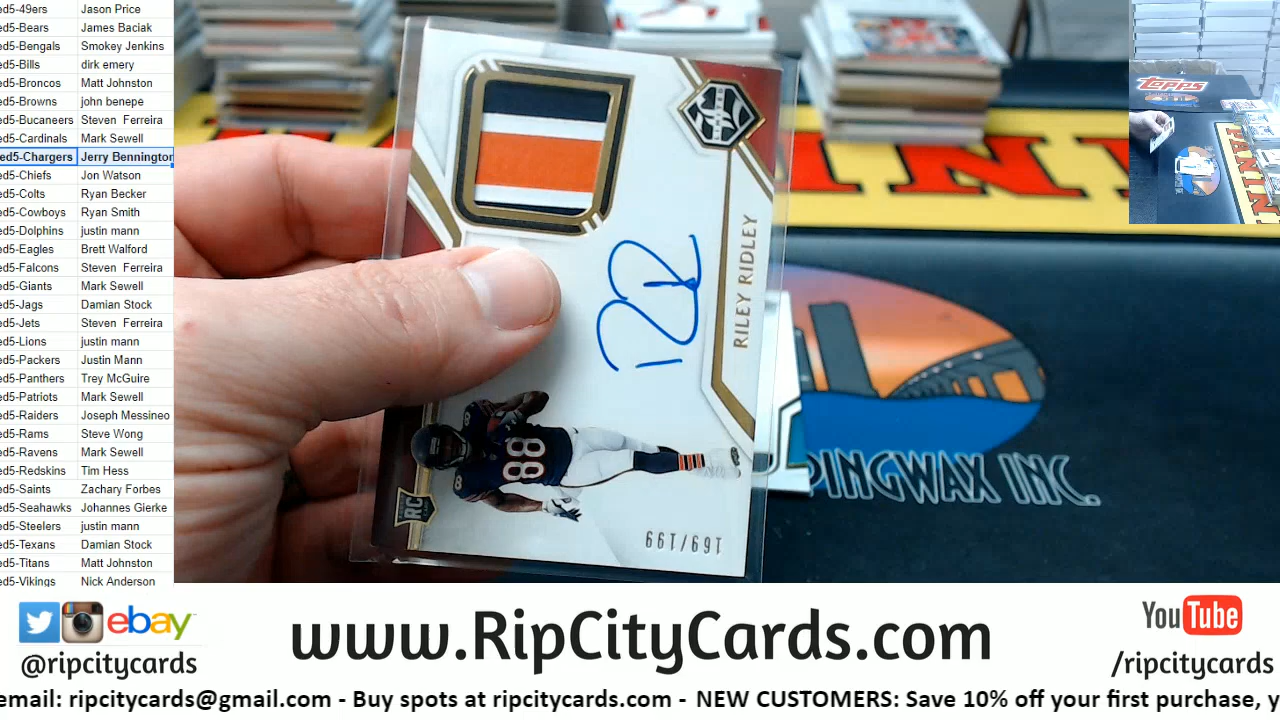 ed5-49ers Jason Price
ed5-Bears James Baciak
ed5-Bengals Smokey Jenkins
ed5-Bills dirk emery
ed5-Broncos Matt Johnston
ed5-Browns john benepe
ed5-Bucaneers Steven Ferreira
ed5-Cardinals Mark Sewell
ed5-Chargers Jerry Bennington
ed5-Chiefs Jon Watson
ed5-Colts Ryan Becker
ed5-Cowboys Ryan Smith
ed5-Dolphins justin mann
ed5-Eagles Brett Walford
ed5-Falcons Steven Ferreira
ed5-Giants Mark Sewell
ed5-Jags Damian Stock
ed5-Jets Steven Ferreira
ed5-Lions justin mann
ed5-Packers Justin Mann
ed5-Panthers Trey McGuire
ed5-Patriots Mark Sewell
ed5-Raiders Joseph Messineo
ed5-Rams Steve Wong
ed5-Ravens Mark Sewell
ed5-Redskins Tim Hess
ed5-Saints Zachary Forbes
ed5-Seahawks Johannes Gierke
ed5-Steelers justin mann
ed5-Texans Damian Stock
ed5-Titans Matt Johnston
ed5-Vikings Nick Anderson
LIMITED
RILEY RIDLEY
88
RC
169/199
PANINI
PINGWAX INC.
TOPPS
PANINI
ebay
@ripcitycards
www.RipCityCards.com
YouTube
/ripcitycards
email: ripcitycards@gmail.com - Buy spots at ripcitycards.com - NEW CUSTOMERS: Save 10% off your first purchase, y